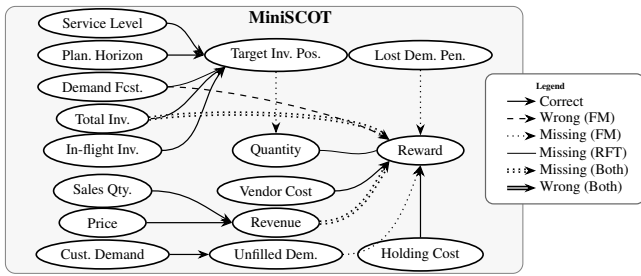 MiniSCOT
Service Level
Plan. Horizon
Target Inv. Pos.
Lost Dem. Pen.
Demand Fcst.
Total Inv.
In-flight Inv.
Quantity
Reward
Sales Qty.
Vendor Cost
Price
Revenue
Cust. Demand
Unfilled Dem.
Holding Cost
Legend
Correct
Wrong (FM)
Missing (FM)
Missing (RFT)
Missing (Both)
Wrong (Both)